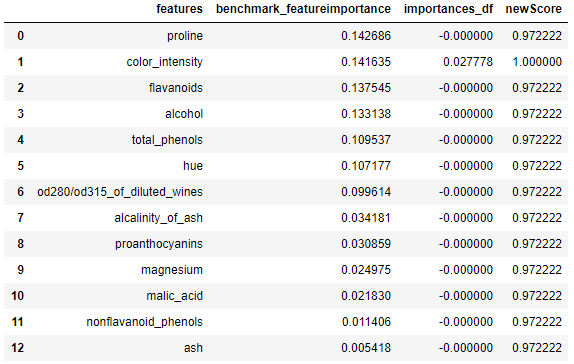 features benchmark_featureimportance importances_df newScore
0 proline 0.142686 -0.000000 0.972222
1 color_intensity 0.141635 0.027778 1.000000
2 flavanoids 0.137545 -0.000000 0.972222
3 alcohol 0.133138 -0.000000 0.972222
4 total_phenols 0.109537 -0.000000 0.972222
5 hue 0.107177 -0.000000 0.972222
6 od280/od315_of_diluted_wines 0.099614 -0.000000 0.972222
7 alcalinity_of_ash 0.034181 -0.000000 0.972222
8 proanthocyanins 0.030859 -0.000000 0.972222
9 magnesium 0.024975 -0.000000 0.972222
10 malic_acid 0.021830 -0.000000 0.972222
11 nonflavanoid_phenols 0.011406 -0.000000 0.972222
12 ash 0.005418 -0.000000 0.972222